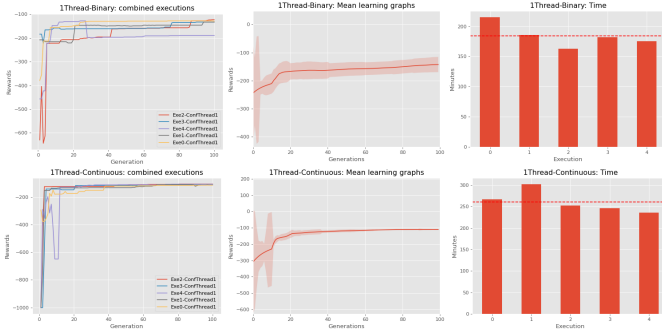 1Thread-Binary: combined executions
Rewards
-100
-200
-300
-400
-500
-600
0
20
40
60
80
100
Generation
Exe2-ConfThread1
Exe3-ConfThread1
Exe4-ConfThread1
Exe1-ConfThread1
Exe0-ConfThread1
1Thread-Binary: Mean learning graphs
Rewards
0
-100
-200
-300
-400
0
20
40
60
80
100
Generations
1Thread-Binary: Time
Minutes
200
150
100
50
0
0
1
2
3
4
Execution
1Thread-Continuous: combined executions
Rewards
-200
-400
-600
-800
-1000
0
20
40
60
80
100
Generation
Exe2-ConfThread1
Exe3-ConfThread1
Exe4-ConfThread1
Exe1-ConfThread1
Exe0-ConfThread1
1Thread-Continuous: Mean learning graphs
Rewards
0
-100
-200
-300
-400
-500
-600
0
20
40
60
80
100
Generations
1Thread-Continuous: Time
Minutes
300
250
200
150
100
50
0
0
1
2
3
4
Execution